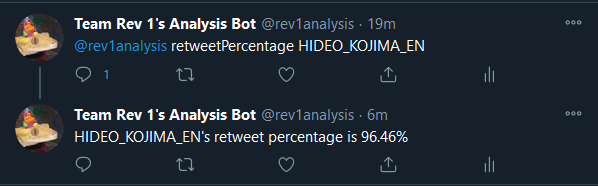 Team Rev 1's Analysis Bot @rev1analysis · 19m
@rev1analysis retweetPercentage HIDEO_KOJIMA_EN
1
Team Rev 1's Analysis Bot @rev1analysis · 6m
HIDEO_KOJIMA_EN's retweet percentage is 96.46%